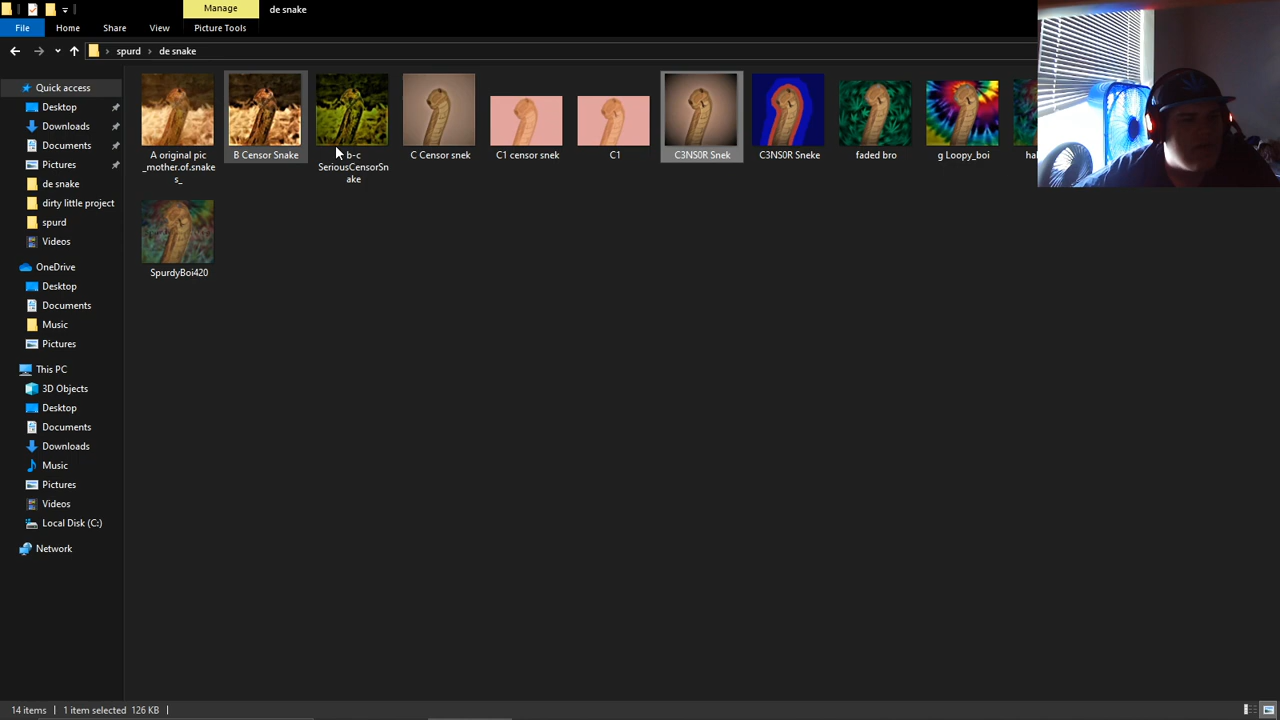 Manage
de snake
File
Home
Share
View
Picture Tools
spurd
de snake
Quick access
Desktop
Downloads
Documents
Pictures
de snake
dirty little project
spurd
Videos
OneDrive
Desktop
Documents
Music
Pictures
This PC
3D Objects
Desktop
Documents
Downloads
Music
Pictures
Videos
Local Disk (C:)
Network
A original pic
_mother.of.snake
s_
B Censor Snake
b-c
SeriousCensorSn
ake
C Censor snek
C1 censor snek
C1
C3NS0R Snek
C3NS0R Sneke
faded bro
g Loopy_boi
SpurdyBoi420
14 items
1 item selected 126 KB